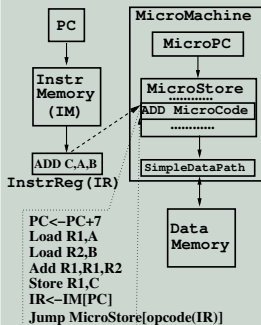 PC
Instr
Memory
(IM)
ADD C,A,B
InstrReg(IR)
MicroMachine
MicroPC
MicroStore
ADD MicroCode
SimpleDataPath
Data
Memory
PC<-PC+7
Load R1,A
Load R2,B
Add R1,R1,R2
Store R1,C
IR<-IM[PC]
Jump MicroStore[opcode(IR)]